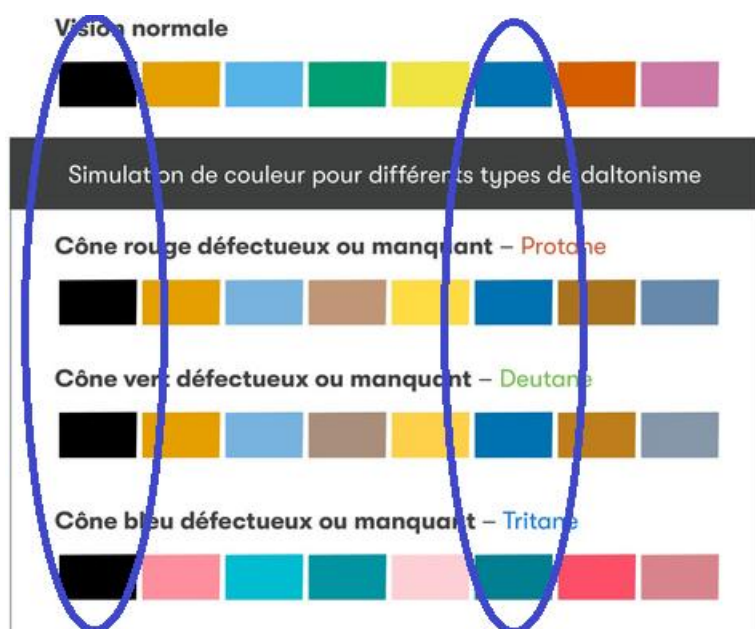 Vision normale
Simulation de couleur pour différents types de daltonisme
Cône rouge défectueux ou manquant – Protane
Cône vert défectueux ou manquant – Deutane
Cône bleu défectueux ou manquant – Tritane